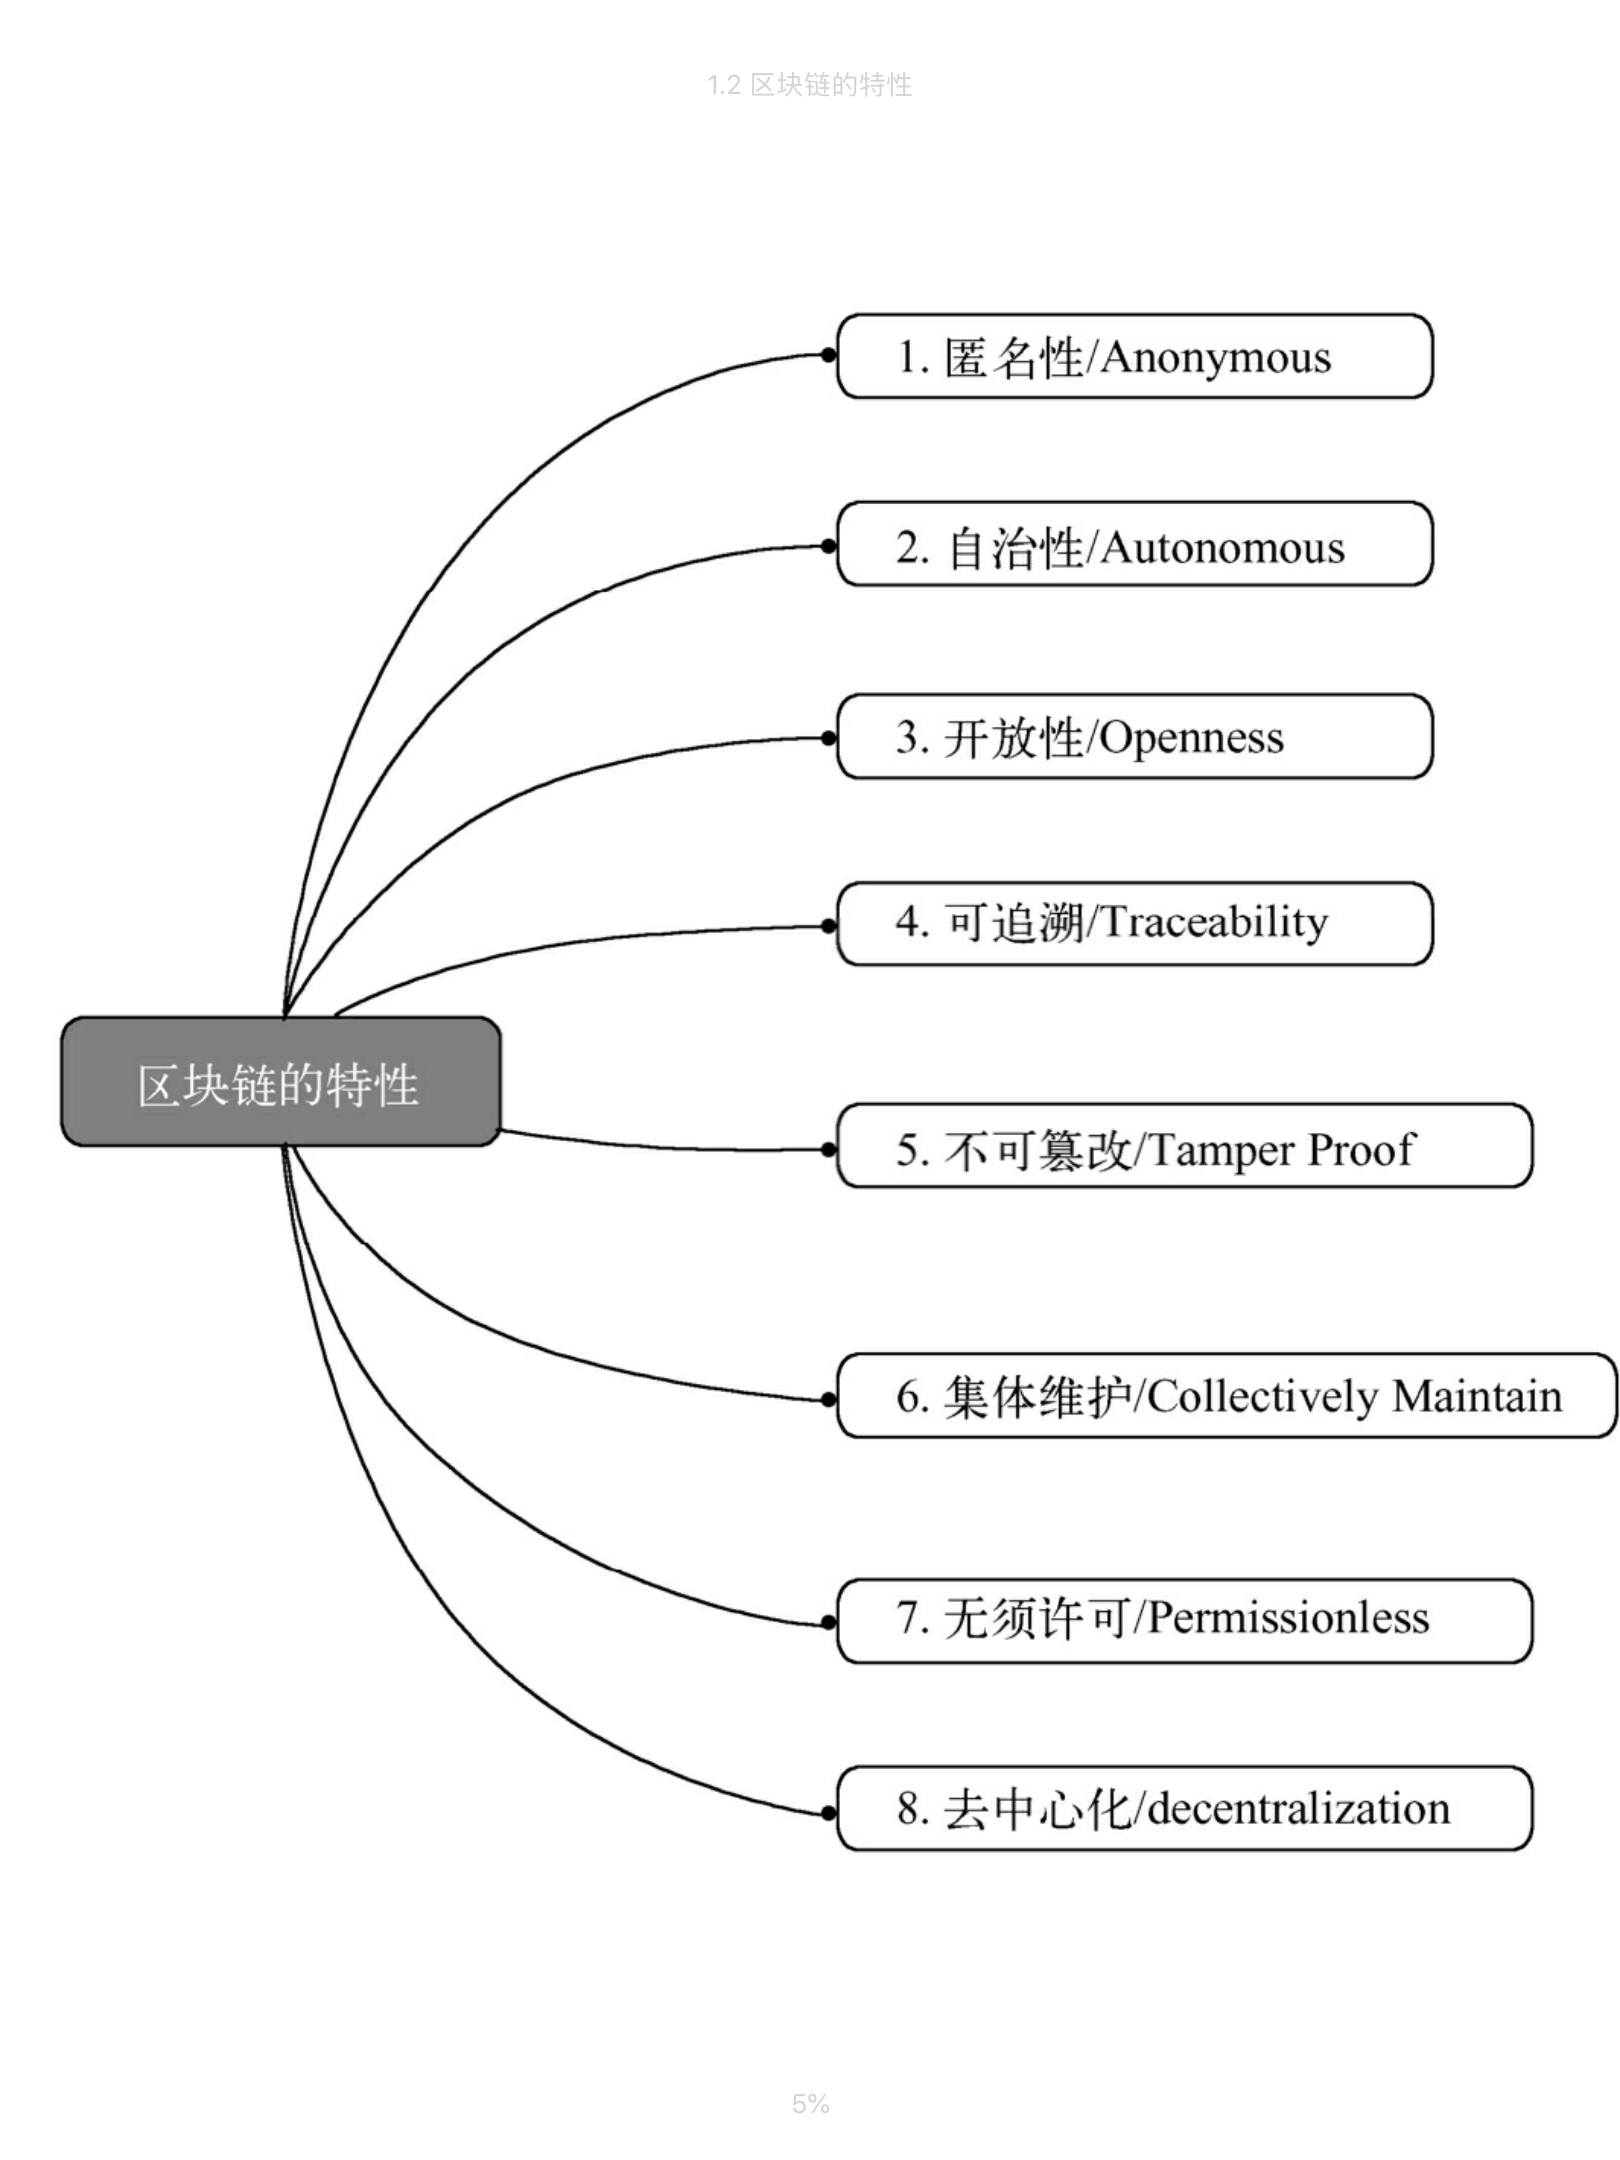 1.2 区块链的特性
1. 匿名性/Anonymous
2. 自治性/Autonomous
3. 开放性/Openness
4. 可追溯/Traceability
区块链的特性
5. 不可篡改/Tamper Proof
6. 集体维护/Collectively Maintain
7. 无须许可/Permissionless
8. 去中心化/decentralization
5%